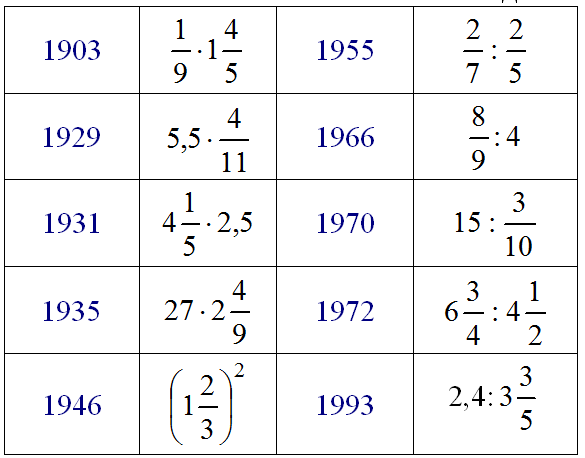 1903 1/9 · 1 4/5 1955 2/7 : 2/5
1929 5,5 · 4/11 1966 8/9 : 4
1931 4 1/5 · 2,5 1970 15 : 3/10
1935 27 · 2 4/9 1972 6 3/4 : 4 1/2
1946 (1 2/3)² 1993 2,4 : 3 3/5